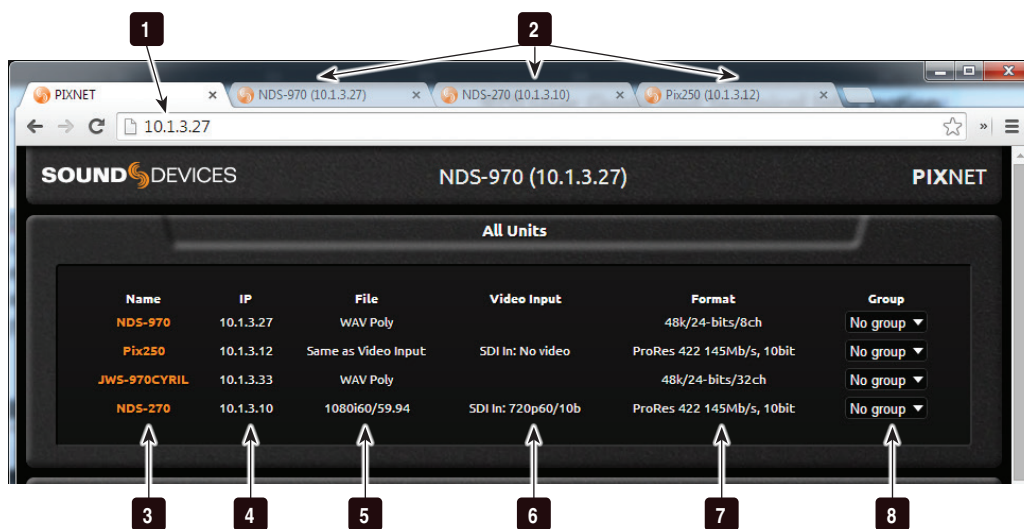 1
2
PIXNET
NDS-970 (10.1.3.27)
NDS-270 (10.1.3.10)
Pix250 (10.1.3.12)
10.1.3.27
SOUND DEVICES
NDS-970 (10.1.3.27)
PIXNET
All Units
Name IP File Video Input Format Group
NDS-970 10.1.3.27 WAV Poly 48k/24-bits/8ch No group
Pix250 10.1.3.12 Same as Video Input SDI In: No video ProRes 422 145Mb/s, 10bit No group
JWS-970CYRIL 10.1.3.33 WAV Poly 48k/24-bits/32ch No group
NDS-270 10.1.3.10 1080i60/59.94 SDI In: 720p60/10b ProRes 422 145Mb/s, 10bit No group
3 4 5 6 7 8